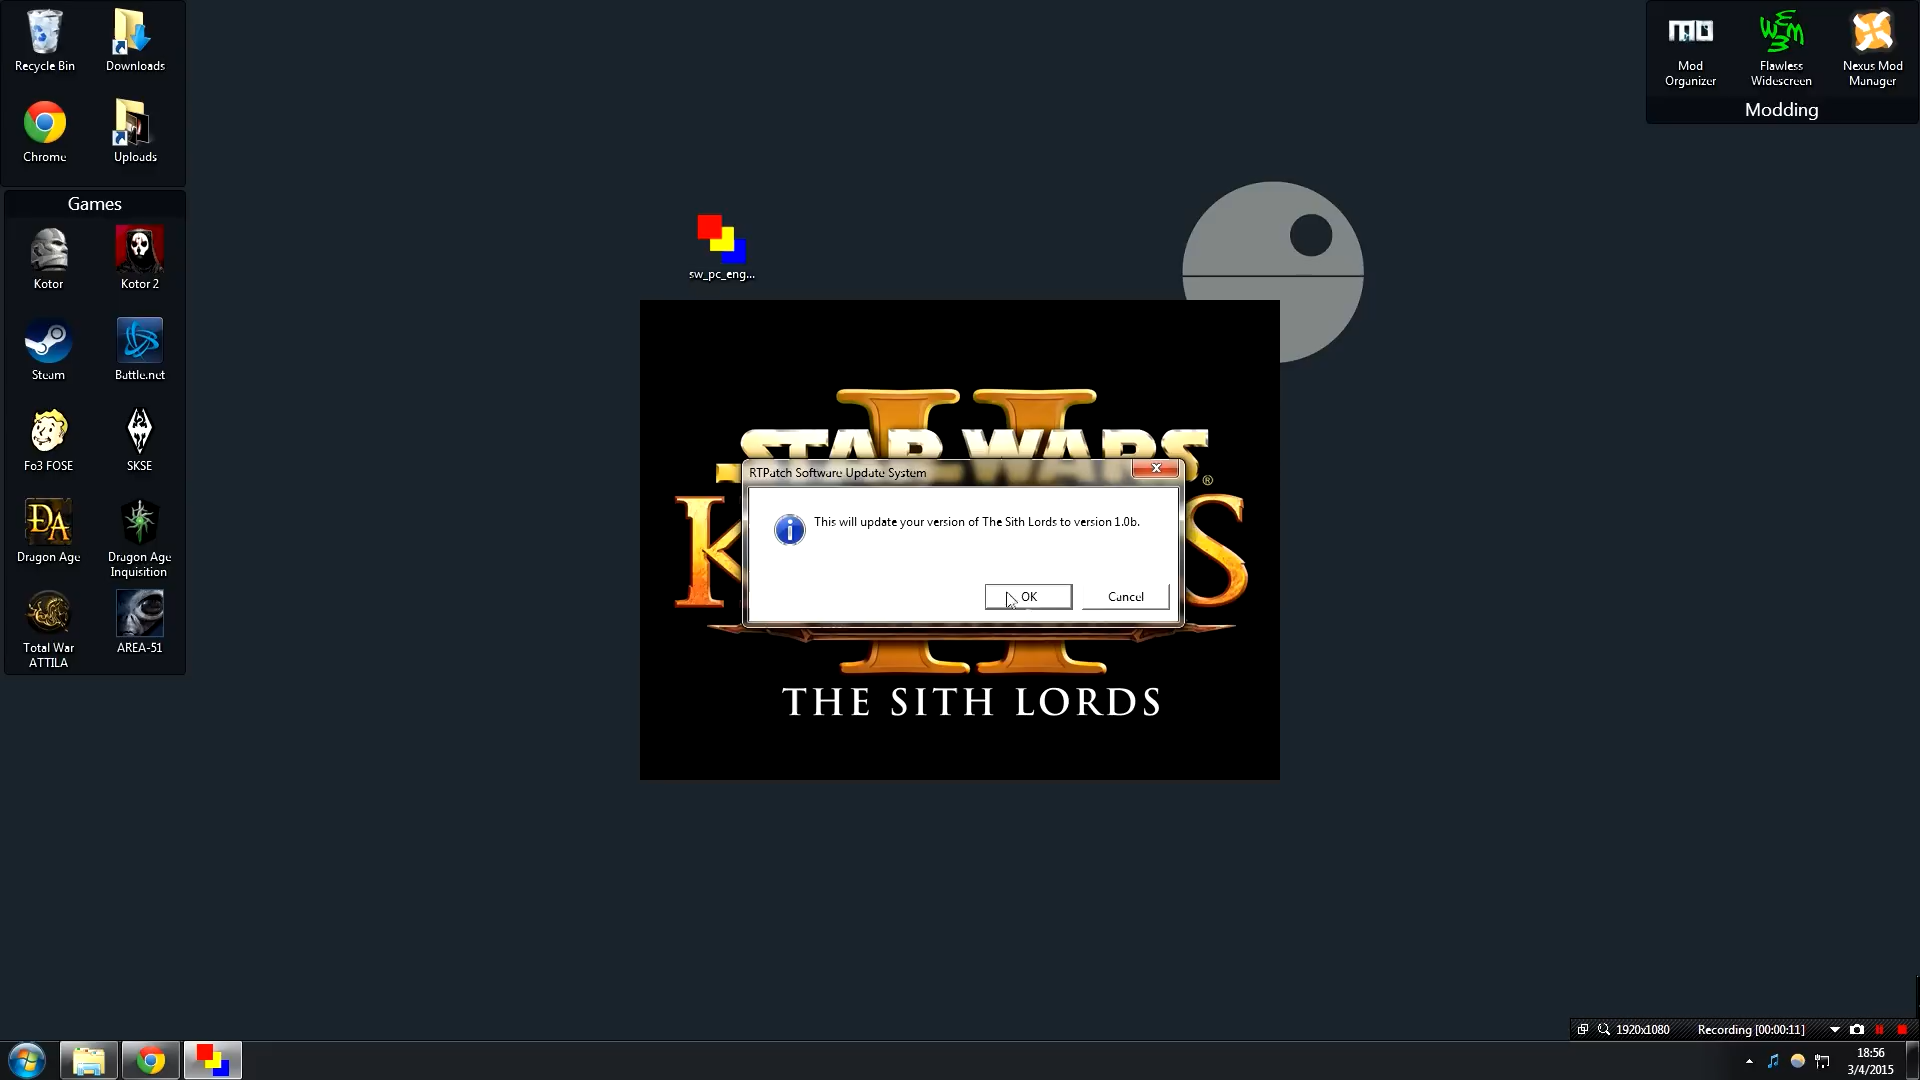 Recycle Bin
Downloads
Chrome
Uploads
Games
Kotor
Kotor 2
Steam
Battle.net
Fo3 FOSE
SKSE
Dragon Age
Dragon Age
Inquisition
Total War
ATTILA
AREA-51
MO
Mod
Organizer
Flawless
Widescreen
Nexus Mod
Manager
Modding
sw_pc_eng...
II
STAR WARS
®
RTPatch Software Update System
This will update your version of The Sith Lords to version 1.0b.
OK
Cancel
THE SITH LORDS
DA
1920x1080
Recording [00:00:11]
18:56
3/4/2015